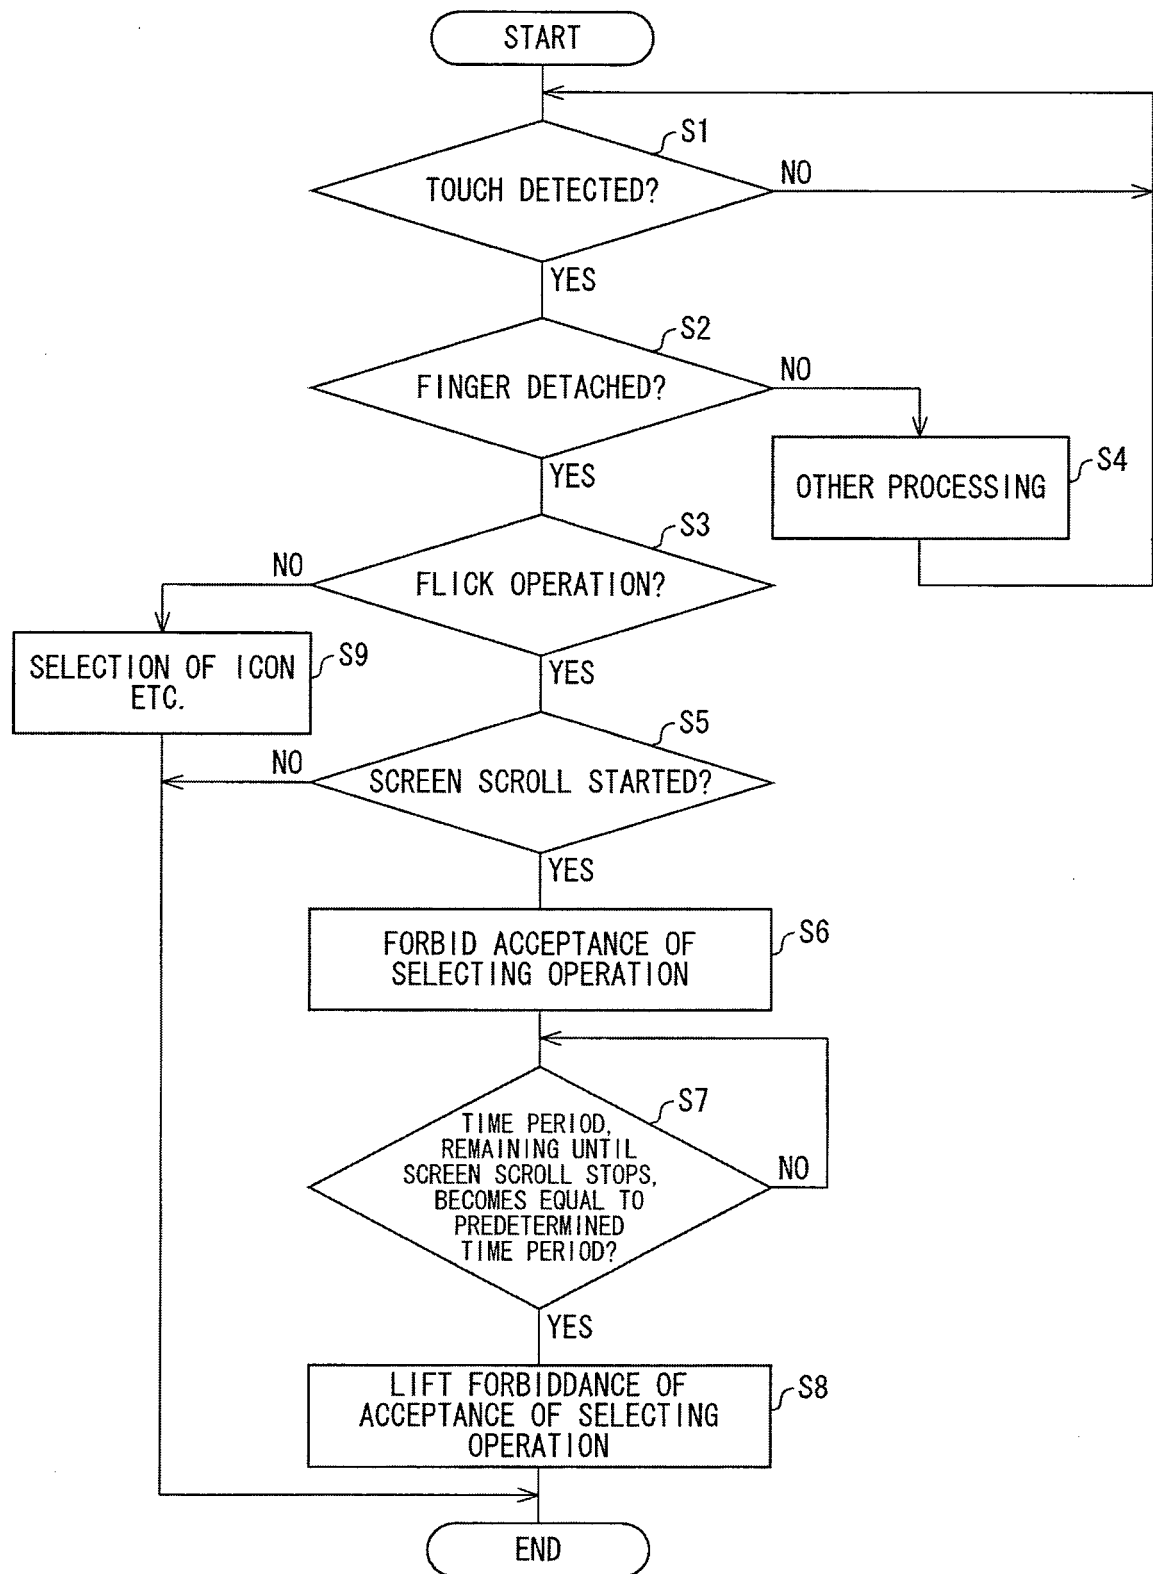 START
S1
TOUCH DETECTED?
NO
YES
S2
FINGER DETACHED?
NO
YES
S4
OTHER PROCESSING
S3
FLICK OPERATION?
NO
YES
S9
SELECTION OF ICON
ETC.
S5
SCREEN SCROLL STARTED?
NO
YES
S6
FORBID ACCEPTANCE OF
SELECTING OPERATION
S7
TIME PERIOD,
REMAINING UNTIL
SCREEN SCROLL STOPS,
BECOMES EQUAL TO
PREDETERMINED
TIME PERIOD?
NO
YES
S8
LIFT FORBIDDANCE OF
ACCEPTANCE OF SELECTING
OPERATION
END